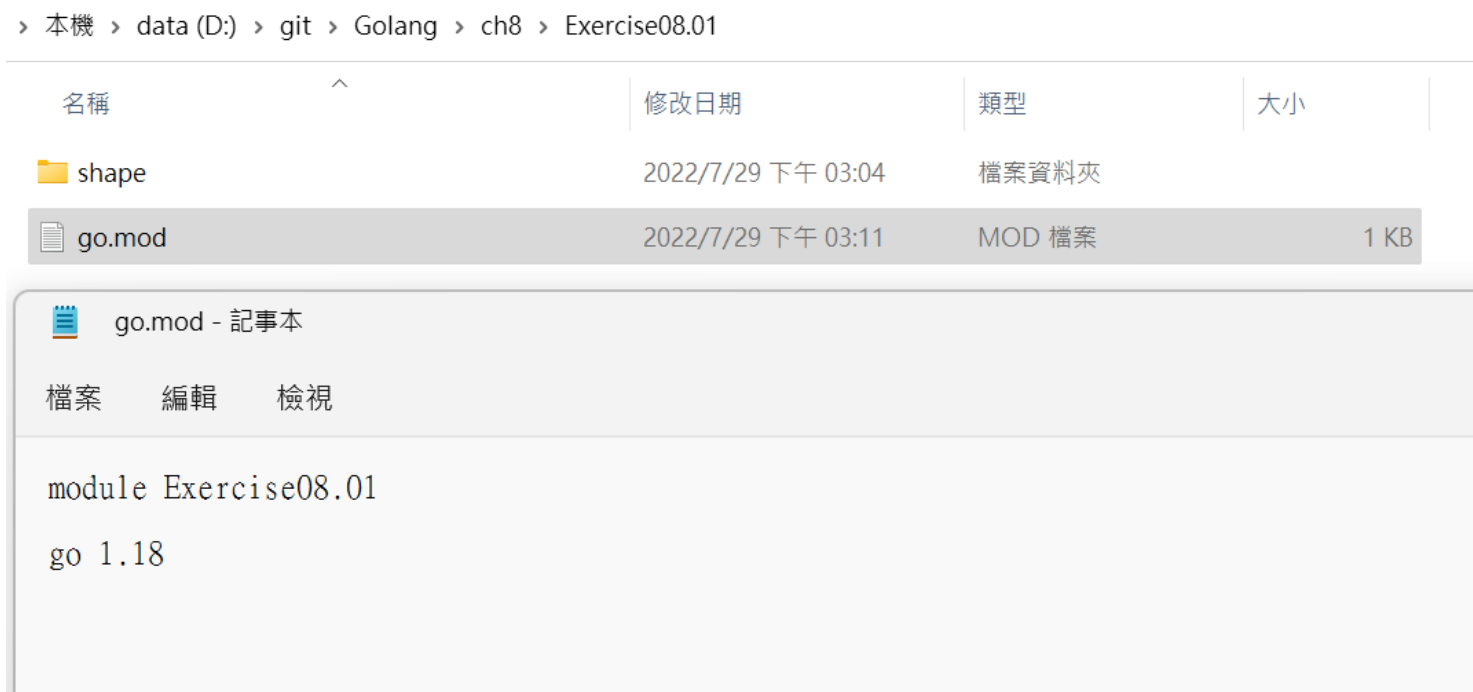 › 本機 › data (D:) › git › Golang › ch8 › Exercise08.01
名稱 修改日期 類型 大小
shape 2022/7/29 下午 03:04 檔案資料夾
go.mod 2022/7/29 下午 03:11 MOD 檔案 1 KB
go.mod - 記事本
檔案 編輯 檢視
module Exercise08.01
go 1.18